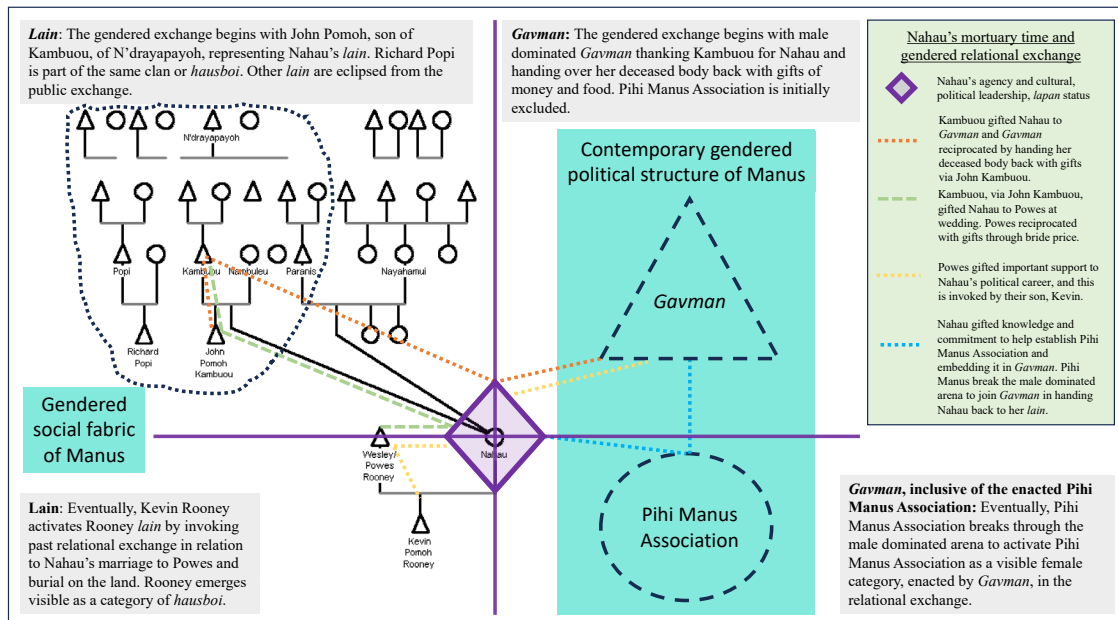 Lain: The gendered exchange begins with John Pomoh, son of
Kambuou, of N’drayapayoh, representing Nahau’s lain. Richard Popi
is part of the same clan or hausboi. Other lain are eclipsed from the
public exchange.
Gavman: The gendered exchange begins with male
dominated Gavman thanking Kambuou for Nahau and
handing over her deceased body back with gifts of
money and food. Pihi Manus Association is initially
excluded.
Nahau’s mortuary time and
gendered relational exchange
Nahau’s agency and cultural,
political leadership, lapan status
Kambuou gifted Nahau to
Gavman and Gavman
reciprocated by handing her
deceased body back with gifts
via John Kambuou.
Kambuou, via John Kambuou,
gifted Nahau to Powes at
wedding. Powes reciprocated
with gifts through bride price.
Powes gifted important support to
Nahau’s political career, and this
is invoked by their son, Kevin.
Nahau gifted knowledge and
commitment to help establish Pihi
Manus Association and
embedding it in Gavman. Pihi
Manus break the male dominated
arena to join Gavman in handing
Nahau back to her lain.
N'drayapayoh
Popi
Kambuou
Nambuleu
Paranis
Nayahamui
Richard
Popi
John
Pomoh
Kambuou
Contemporary gendered
political structure of Manus
Gavman
Gendered
social fabric
of Manus
Wesley/
Powes
Rooney
Nahau
Kevin
Pomoh
Rooney
Pihi Manus
Association
Lain: Eventually, Kevin Rooney
activates Rooney lain by invoking
past relational exchange in relation
to Nahau’s marriage to Powes and
burial on the land. Rooney emerges
visible as a category of hausboi.
Gavman, inclusive of the enacted Pihi
Manus Association: Eventually, Pihi
Manus Association breaks through the
male dominated arena to activate Pihi
Manus Association as a visible female
category, enacted by Gavman, in the
relational exchange.